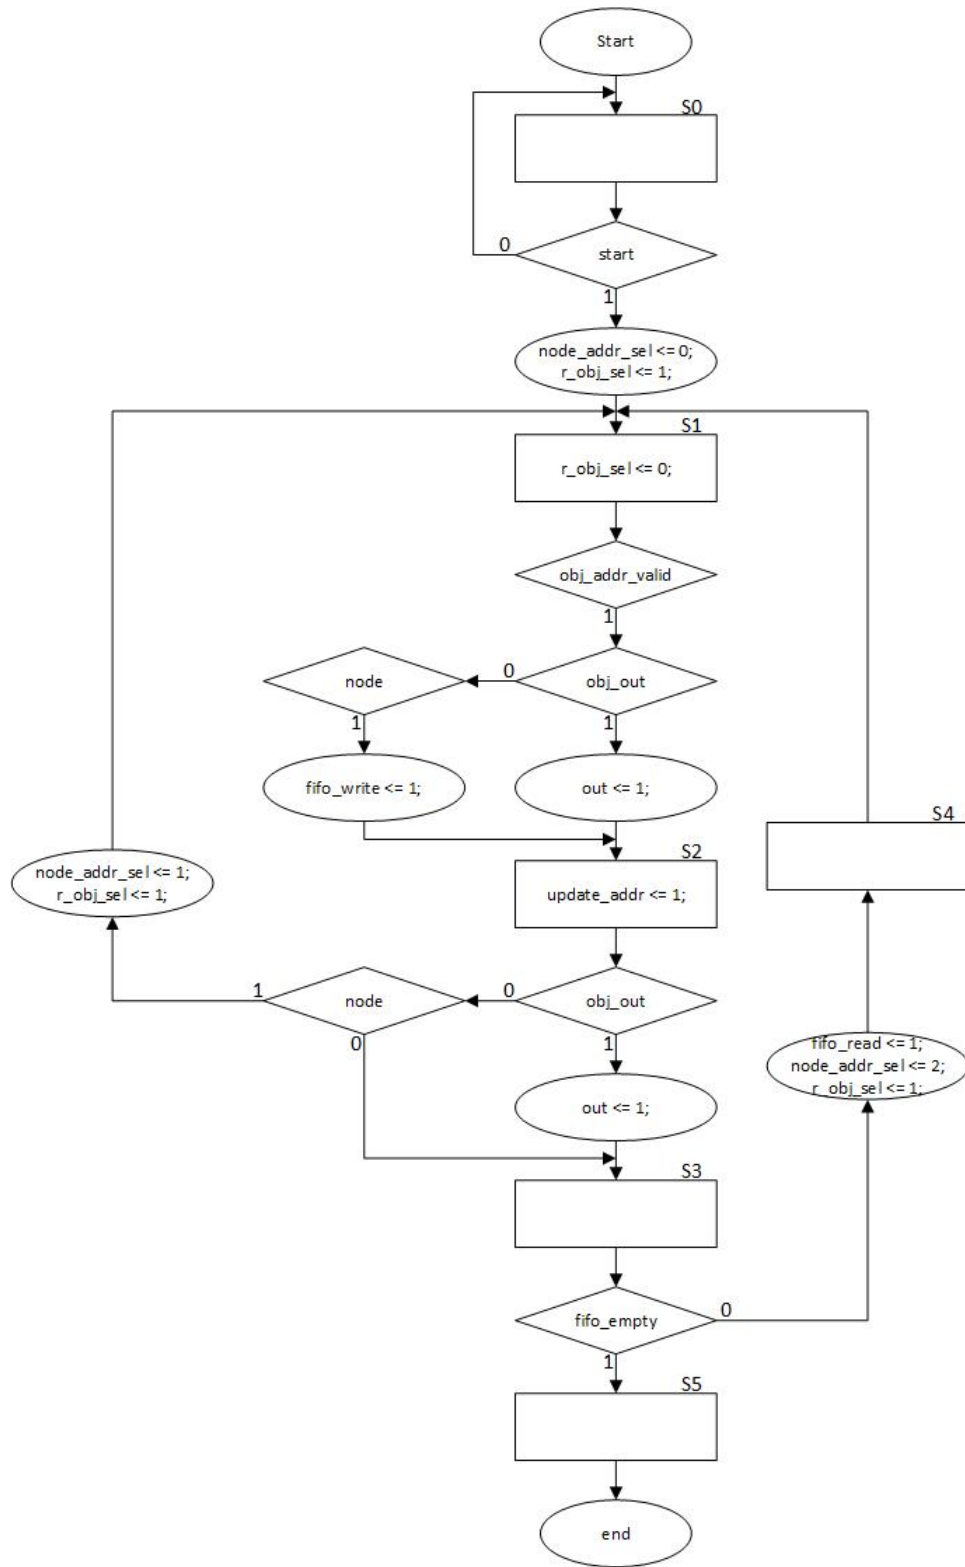 Start
S0
start
0
1
node_addr_sel <= 0;
r_obj_sel <= 1;
S1
r_obj_sel <= 0;
obj_addr_valid
1
node
0
obj_out
1
1
fifo_write <= 1;
out <= 1;
S4
S2
node_addr_sel <= 1;
r_obj_sel <= 1;
update_addr <= 1;
1
node
0
obj_out
0
1
fifo_read <= 1;
node_addr_sel <= 2;
r_obj_sel <= 1;
out <= 1;
S3
fifo_empty
0
1
S5
end